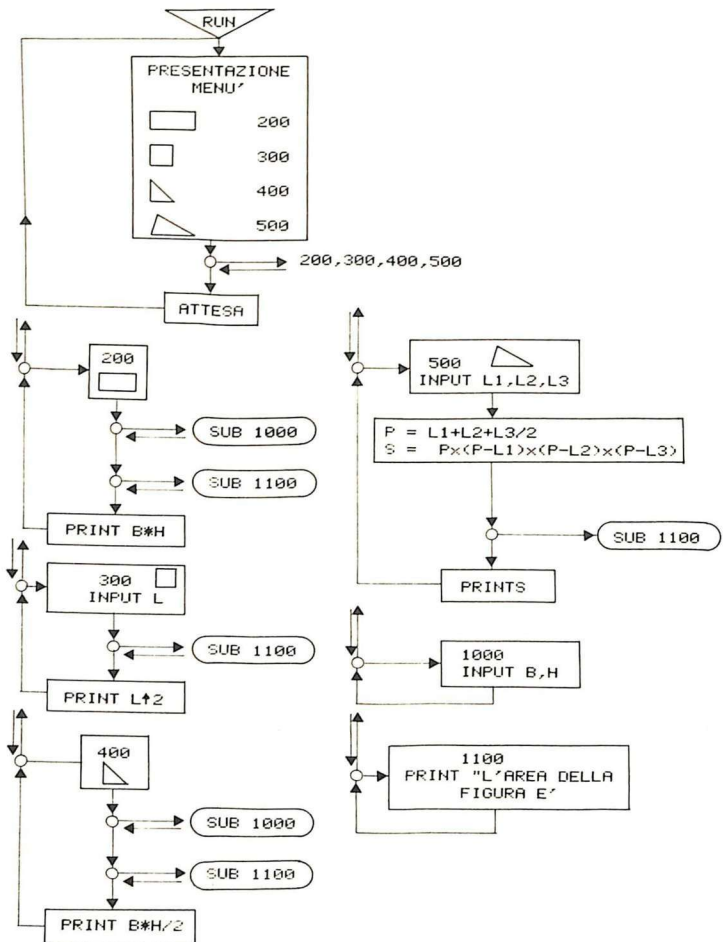 RUN
PRESENTAZIONE
MENU'
200
300
400
500
200,300,400,500
ATTESA
200
SUB 1000
SUB 1100
PRINT B*H
300
INPUT L
SUB 1100
PRINT L↑2
400
SUB 1000
SUB 1100
PRINT B*H/2
500
INPUT L1,L2,L3
P = L1+L2+L3/2
S = P×(P-L1)×(P-L2)×(P-L3)
SUB 1100
PRINTS
1000
INPUT B,H
1100
PRINT "L'AREA DELLA
FIGURA E'